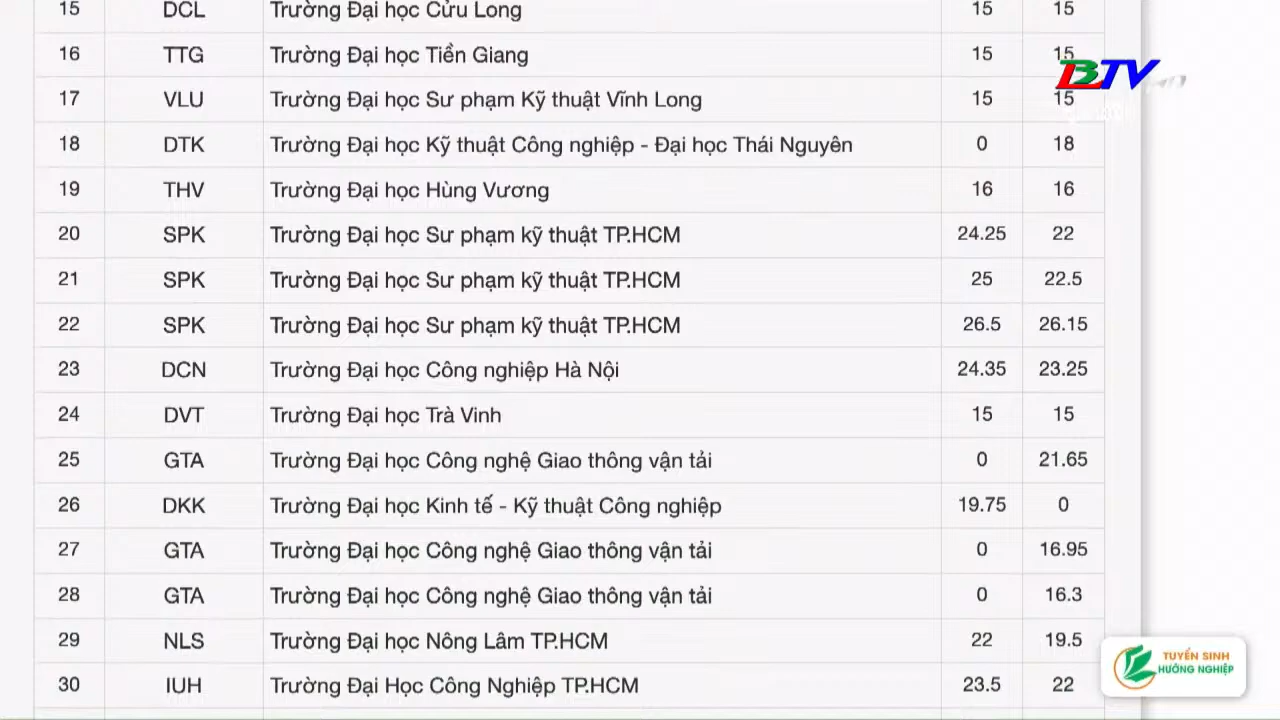 15 DCL Trường Đại học Cửu Long 15 15
16 TTG Trường Đại học Tiền Giang 15 15
17 VLU Trường Đại học Sư phạm Kỹ thuật Vĩnh Long 15 15
18 DTK Trường Đại học Kỹ thuật Công nghiệp - Đại học Thái Nguyên 0 18
19 THV Trường Đại học Hùng Vương 16 16
20 SPK Trường Đại học Sư phạm kỹ thuật TP.HCM 24.25 22
21 SPK Trường Đại học Sư phạm kỹ thuật TP.HCM 25 22.5
22 SPK Trường Đại học Sư phạm kỹ thuật TP.HCM 26.5 26.15
23 DCN Trường Đại học Công nghiệp Hà Nội 24.35 23.25
24 DVT Trường Đại học Trà Vinh 15 15
25 GTA Trường Đại học Công nghệ Giao thông vận tải 0 21.65
26 DKK Trường Đại học Kinh tế - Kỹ thuật Công nghiệp 19.75 0
27 GTA Trường Đại học Công nghệ Giao thông vận tải 0 16.95
28 GTA Trường Đại học Công nghệ Giao thông vận tải 0 16.3
29 NLS Trường Đại học Nông Lâm TP.HCM 22 19.5
30 IUH Trường Đại Học Công Nghiệp TP.HCM 23.5 22
BTV
TUYỂN SINH
HƯỚNG NGHIỆP